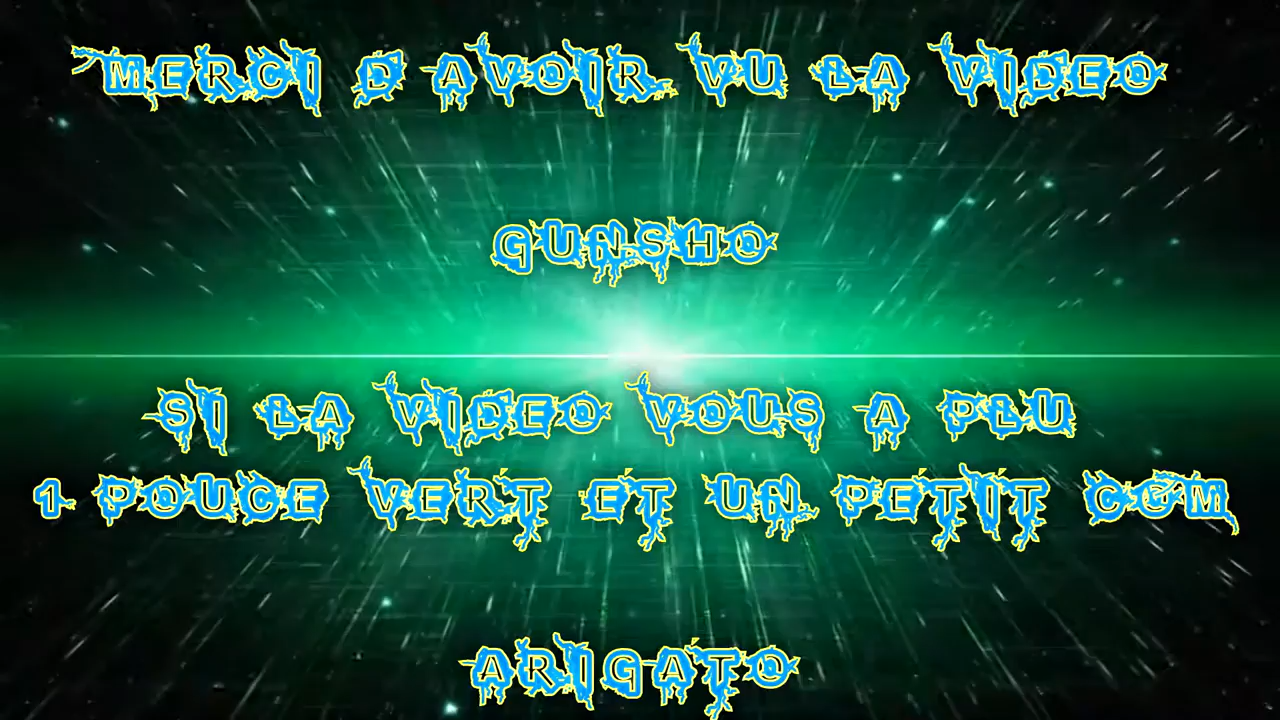 MERCI D AVOIR VU LA VIDEO
GUNSHO
SI LA VIDEO VOUS A PLU
1 POUCE VERT ET UN PETIT COM
ARIGATO